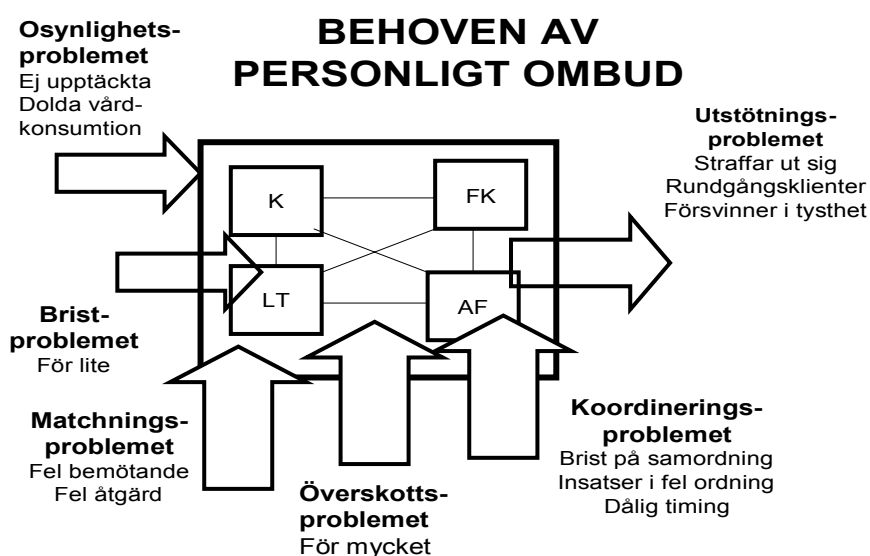 BEHOVEN AV
PERSONLIGT OMBUD
Osynlighets-
problemet
Ej upptäckta
Dolda vård-
konsumtion
Utstötnings-
problemet
Straffar ut sig
Rundgångsklienter
Försvinner i tysthet
K
FK
LT
AF
Brist-
problemet
För lite
Matchnings-
problemet
Fel bemötande
Fel åtgärd
Överskotts-
problemet
För mycket
Koordinerings-
problemet
Brist på samordning
Insatser i fel ordning
Dålig timing